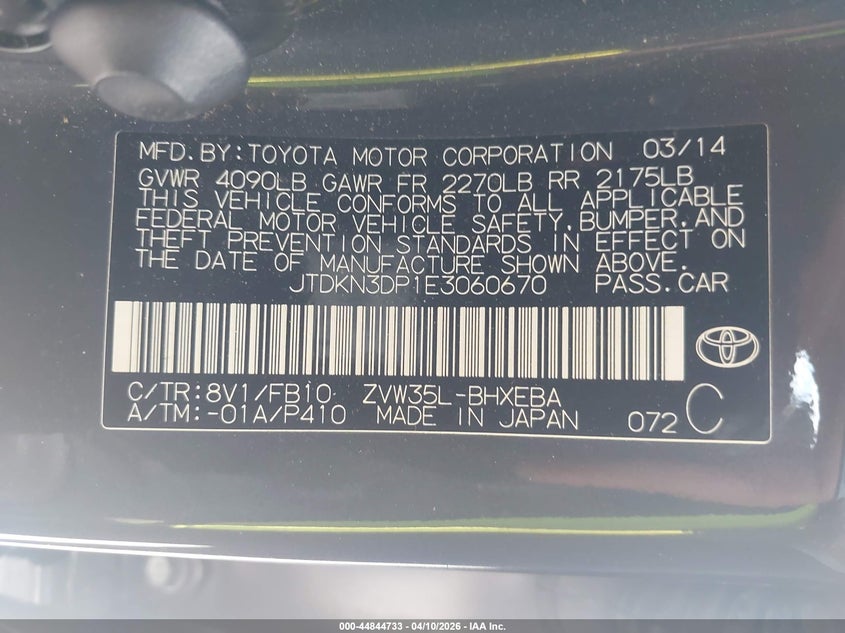 MFD.BY:TOYOTA MOTOR CORPORATION 03/14
GVWR 4090LB GAWR FR 2270LB RR 2175LB
THIS VEHICLE CONFORMS TO ALL APPLICABLE
FEDERAL MOTOR VEHICLE SAFETY,BUMPER,AND
THEFT PREVENTION STANDARDS IN EFFECT ON
THE DATE OF MANUFACTURE SHOWN ABOVE.
JTDKN3DP1E3060670 PASS.CAR
C/TR:8V1/FB10 ZVW35L-BHXEBA
A/TM:-01A/P410 MADE IN JAPAN 072 C
000-44844733 - 04/10/2026 - IAA Inc.